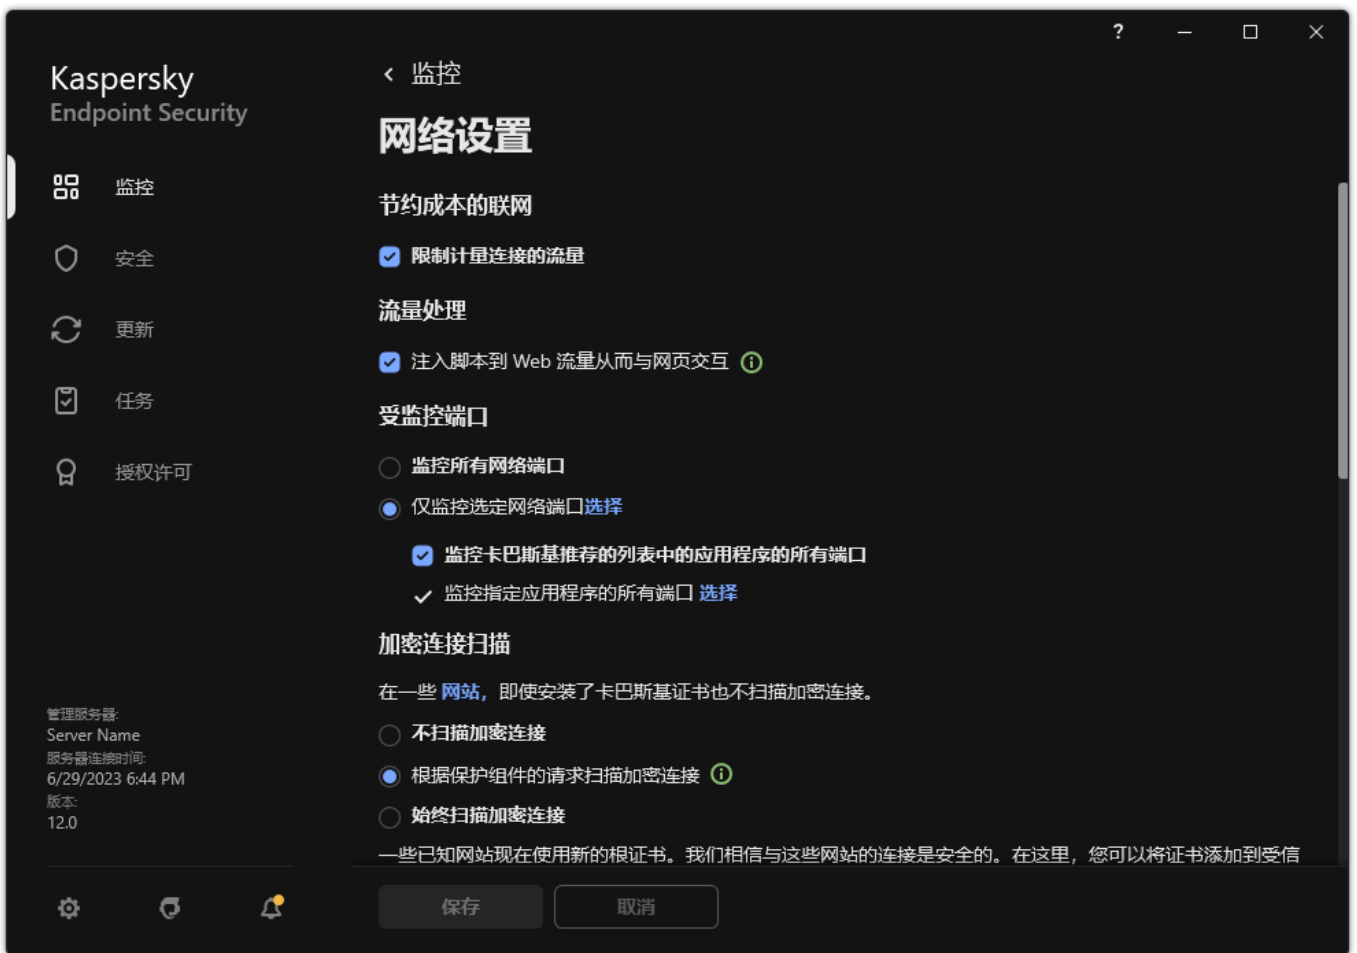 ?
Kaspersky
Endpoint Security
监控
安全
更新
任务
授权许可
管理服务器:
Server Name
服务器连接时间:
6/29/2023 6:44 PM
版本:
12.0
监控
网络设置
节约成本的联网
限制计量连接的流量
流量处理
注入脚本到 Web 流量从而与网页交互
受监控端口
监控所有网络端口
仅监控选定网络端口选择
监控卡巴斯基推荐的列表中的应用程序的所有端口
监控指定应用程序的所有端口 选择
加密连接扫描
在一些 网站，即使安装了卡巴斯基证书也不扫描加密连接。
不扫描加密连接
根据保护组件的请求扫描加密连接
始终扫描加密连接
一些已知网站现在使用新的根证书。我们相信与这些网站的连接是安全的。在这里，您可以将证书添加到受信
保存
取消